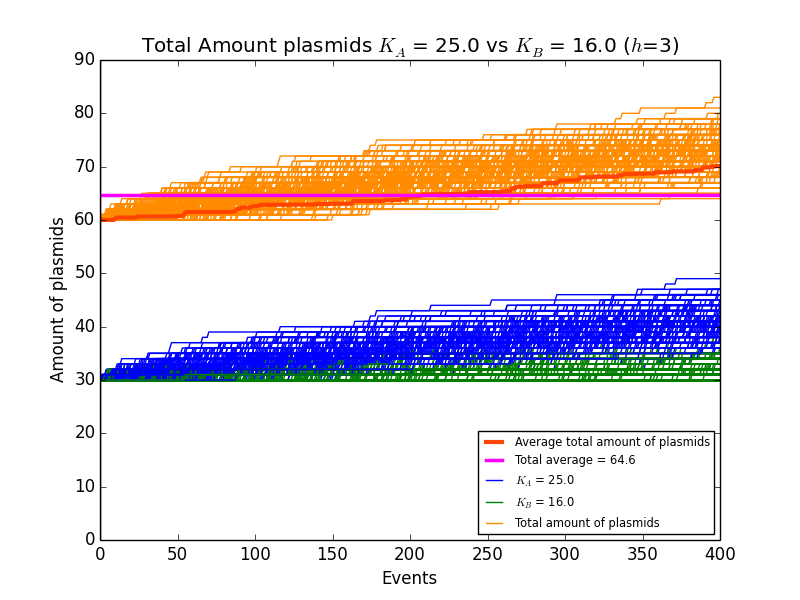 Total Amount plasmids K_A = 25.0 vs K_B = 16.0 (h=3)
90
80
70
60
50
40
30
20
10
0
Amount of plasmids
Average total amount of plasmids
Total average = 64.6
K_A = 25.0
K_B = 16.0
Total amount of plasmids
0 50 100 150 200 250 300 350 400
Events